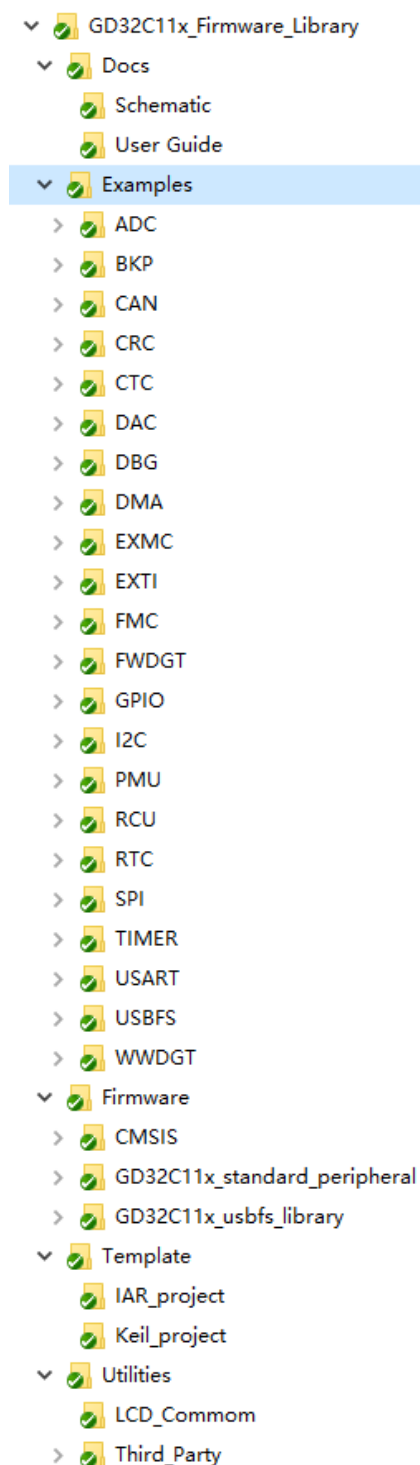 GD32C11x_Firmware_Library
Docs
Schematic
User Guide
Examples
ADC
BKP
CAN
CRC
CTC
DAC
DBG
DMA
EXMC
EXTI
FMC
FWDGT
GPIO
I2C
PMU
RCU
RTC
SPI
TIMER
USART
USBFS
WWDGT
Firmware
CMSIS
GD32C11x_standard_peripheral
GD32C11x_usbfs_library
Template
IAR_project
Keil_project
Utilities
LCD_Commom
Third_Party